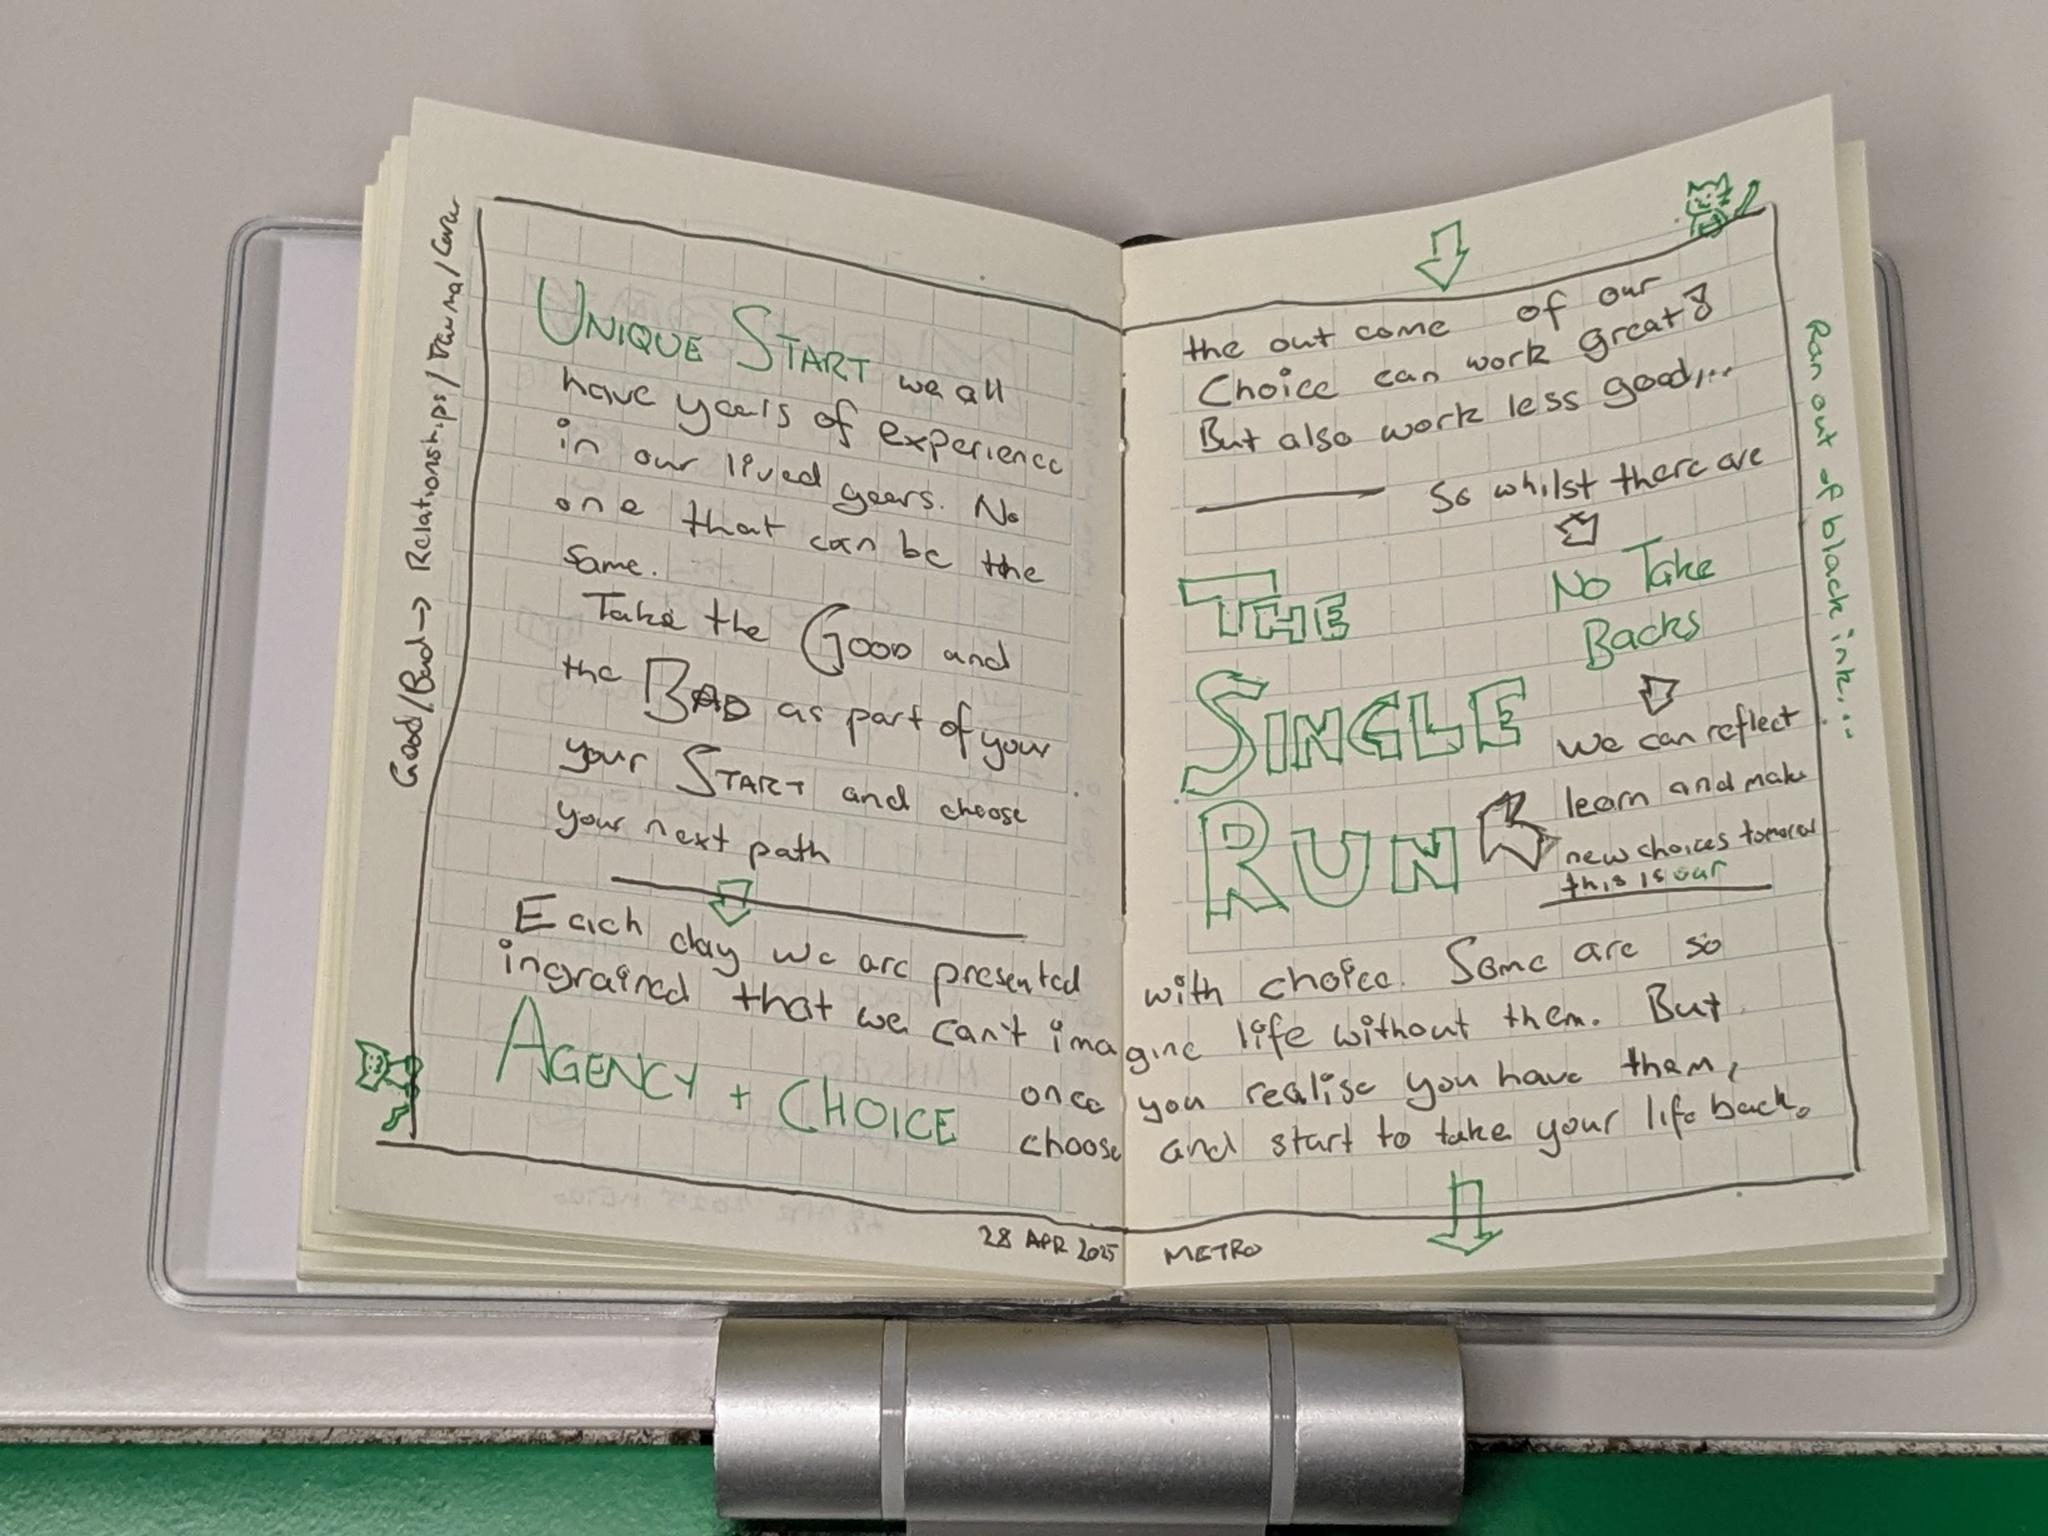 Good/Bad → Relationships/Trauma/Career
UNIQUE START we all
have years of experience
in our lived years. No
one that can be the
same.
Take the GOOD and
the BAD as part of your
your START and choose
your next path
Each day we are presented with choice. Some are so
ingrained that we can't imagine life without them. But
AGENCY + CHOICE
once you realise you have them,
choose and start to take your life back.
28 APR 2025 METRO
the out come of our
Choice can work great &
But also work less good,...
So whilst there are
No Take
Backs
we can reflect
learn and make
new choices tomorrow
this is our
THE
SINGLE
RUN
Ran out of black ink...